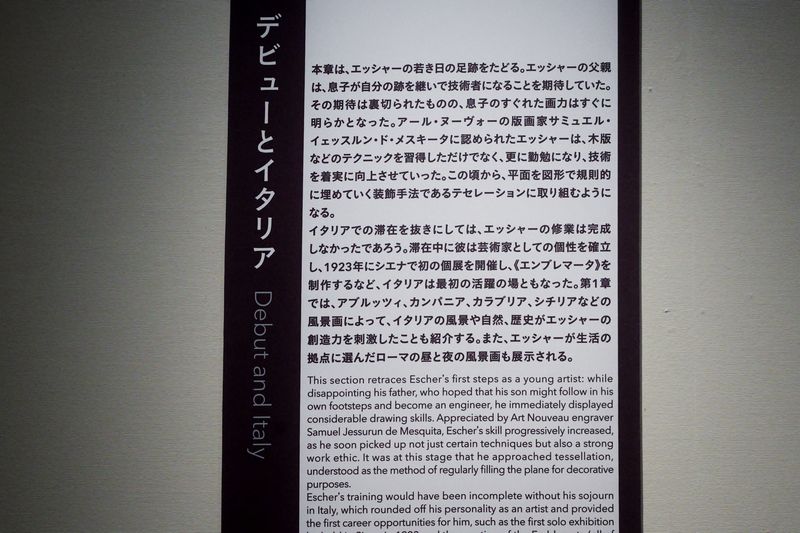 デビューとイタリア Debut and Italy
本章は、エッシャーの若き日の足跡をたどる。エッシャーの父親
は、息子が自分の跡を継いで技術者になることを期待していた。
その期待は裏切られたものの、息子のすぐれた画力はすぐに
明らかとなった。アール・ヌーヴォーの版画家サミュエル・
イェッスルン・ド・メスキータに認められたエッシャーは、木版
などのテクニックを習得しただけでなく、更に勤勉になり、技術
を着実に向上させていった。この頃から、平面を図形で規則的
に埋めていく装飾手法であるテセレーションに取り組むように
なる。
イタリアでの滞在を抜きにしては、エッシャーの修業は完成
しなかったであろう。滞在中に彼は芸術家としての個性を確立
し、1923年にシエナで初の個展を開催し、《エンブレマータ》を
制作するなど、イタリアは最初の活躍の場ともなった。第1章
では、アブルッツィ、カンパニア、カラブリア、シチリアなどの
風景画によって、イタリアの風景や自然、歴史がエッシャーの
創造力を刺激したことも紹介する。また、エッシャーが生活の
拠点に選んだローマの昼と夜の風景画も展示される。
This section retraces Escher's first steps as a young artist: while
disappointing his father, who hoped that his son might follow in his
own footsteps and become an engineer, he immediately displayed
considerable drawing skills. Appreciated by Art Nouveau engraver
Samuel Jessurun de Mesquita, Escher's skill progressively increased,
as he soon picked up not just certain techniques but also a strong
work ethic. It was at this stage that he approached tessellation,
understood as the method of regularly filling the plane for decorative
purposes.
Escher's training would have been incomplete without his sojourn
in Italy, which rounded off his personality as an artist and provided
the first career opportunities for him, such as the first solo exhibition